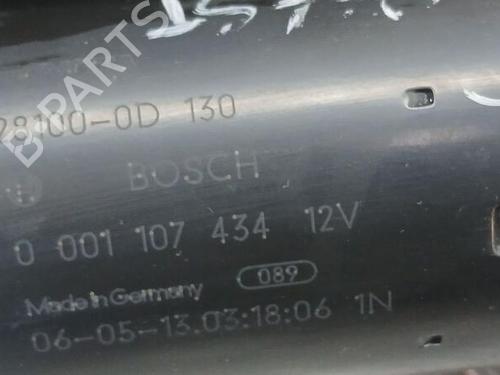 B PARTS
28100-0D 130
BOSCH
0 001 107 434 12V
089
Made in Germany
06-05-13.03:18:06 1N